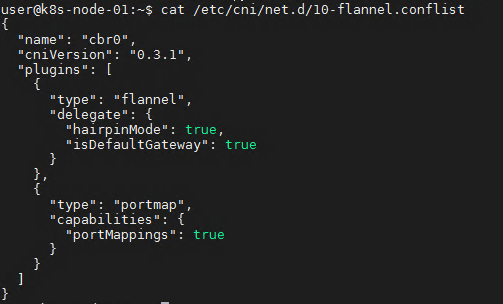 user@k8s-node-01:~$ cat /etc/cni/net.d/10-flannel.conflist
{
  "name": "cbr0",
  "cniVersion": "0.3.1",
  "plugins": [
    {
      "type": "flannel",
      "delegate": {
        "hairpinMode": true,
        "isDefaultGateway": true
      }
    },
    {
      "type": "portmap",
      "capabilities": {
        "portMappings": true
      }
    }
  ]
}